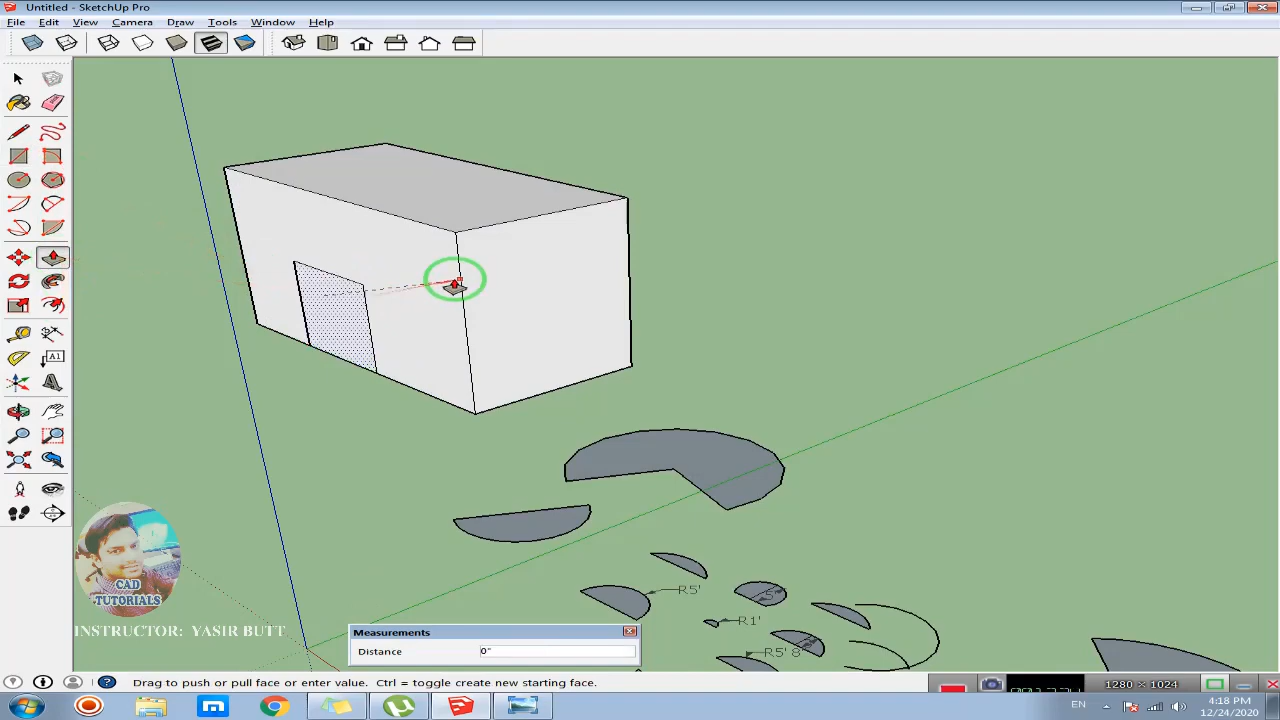 Untitled - SketchUp Pro
File Edit View Camera Draw Tools Window Help
A1
R5'
5'
R1'
R5' 8"
CAD
TUTORIALS
INSTRUCTOR: YASIR BUTT
Measurements
Distance 0"
Drag to push or pull face or enter value. Ctrl = toggle create new starting face.
1280 × 1024
EN
4:18 PM
12/24/2020